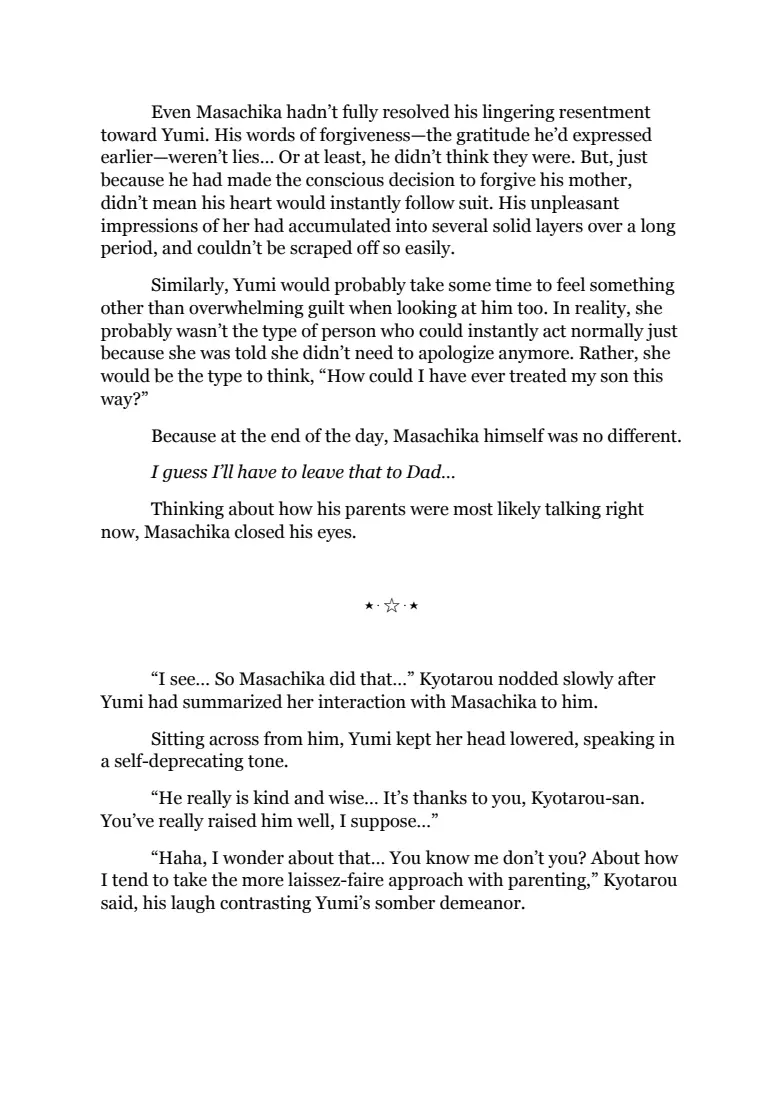 Even Masachika hadn’t fully resolved his lingering resentment
toward Yumi. His words of forgiveness—the gratitude he’d expressed
earlier—weren’t lies… Or at least, he didn’t think they were. But, just
because he had made the conscious decision to forgive his mother,
didn’t mean his heart would instantly follow suit. His unpleasant
impressions of her had accumulated into several solid layers over a long
period, and couldn’t be scraped off so easily.
Similarly, Yumi would probably take some time to feel something
other than overwhelming guilt when looking at him too. In reality, she
probably wasn’t the type of person who could instantly act normally just
because she was told she didn’t need to apologize anymore. Rather, she
would be the type to think, “How could I have ever treated my son this
way?”
Because at the end of the day, Masachika himself was no different.
I guess I’ll have to leave that to Dad…
Thinking about how his parents were most likely talking right
now, Masachika closed his eyes.
⋆·☆·⋆
“I see… So Masachika did that…” Kyotarou nodded slowly after
Yumi had summarized her interaction with Masachika to him.
Sitting across from him, Yumi kept her head lowered, speaking in
a self-deprecating tone.
“He really is kind and wise… It’s thanks to you, Kyotarou-san.
You’ve really raised him well, I suppose…”
“Haha, I wonder about that… You know me don’t you? About how
I tend to take the more laissez-faire approach with parenting,” Kyotarou
said, his laugh contrasting Yumi’s somber demeanor.